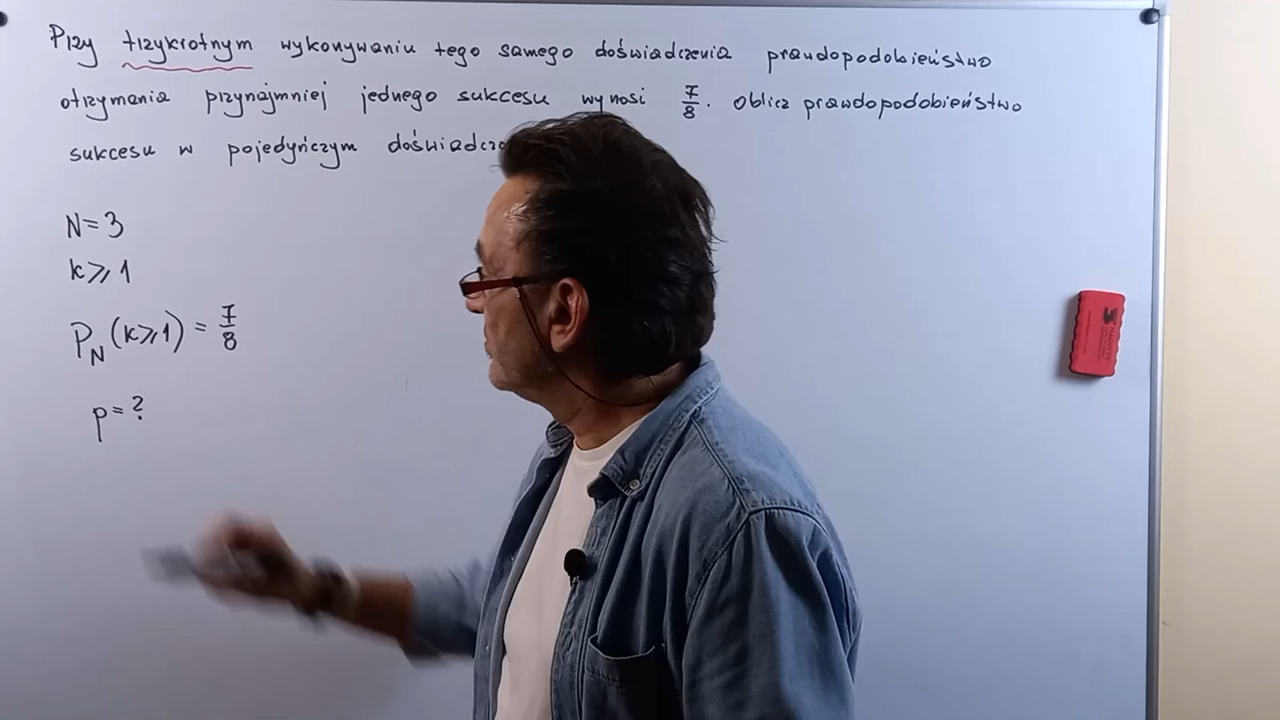 Przy trzykrotnym wykonywaniu tego samego doświadczenia prawdopodobieństwo
otrzymania przynajmniej jednego sukcesu wynosi 7/8. Oblicz prawdopodobieństwo
sukcesu w pojedyńczym
N=3
k⩾1
P_N(k⩾1) = 7/8
p=?